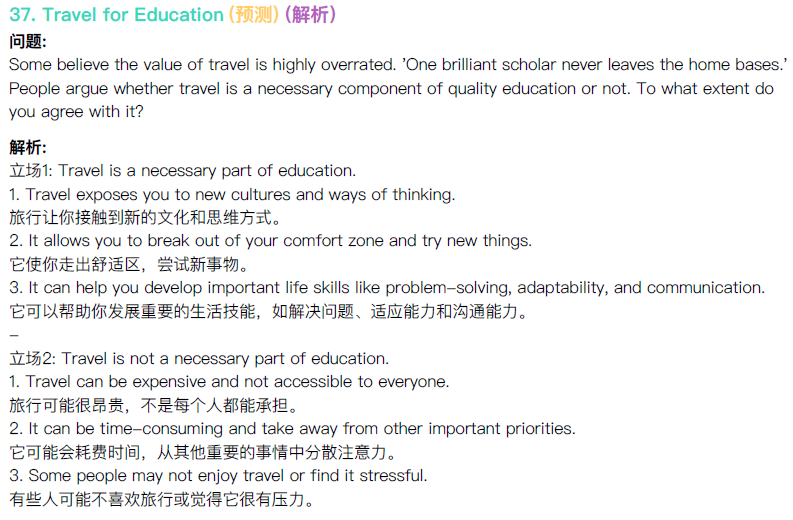 37. Travel for Education (预测) (解析)
问题:
Some believe the value of travel is highly overrated. 'One brilliant scholar never leaves the home bases.'
People argue whether travel is a necessary component of quality education or not. To what extent do
you agree with it?
解析:
立场1: Travel is a necessary part of education.
1. Travel exposes you to new cultures and ways of thinking.
旅行让你接触到新的文化和思维方式。
2. It allows you to break out of your comfort zone and try new things.
它使你走出舒适区，尝试新事物。
3. It can help you develop important life skills like problem-solving, adaptability, and communication.
它可以帮助你发展重要的生活技能，如解决问题、适应能力和沟通能力。
-
立场2: Travel is not a necessary part of education.
1. Travel can be expensive and not accessible to everyone.
旅行可能很昂贵，不是每个人都能承担。
2. It can be time-consuming and take away from other important priorities.
它可能会耗费时间，从其他重要的事情中分散注意力。
3. Some people may not enjoy travel or find it stressful.
有些人可能不喜欢旅行或觉得它很有压力。